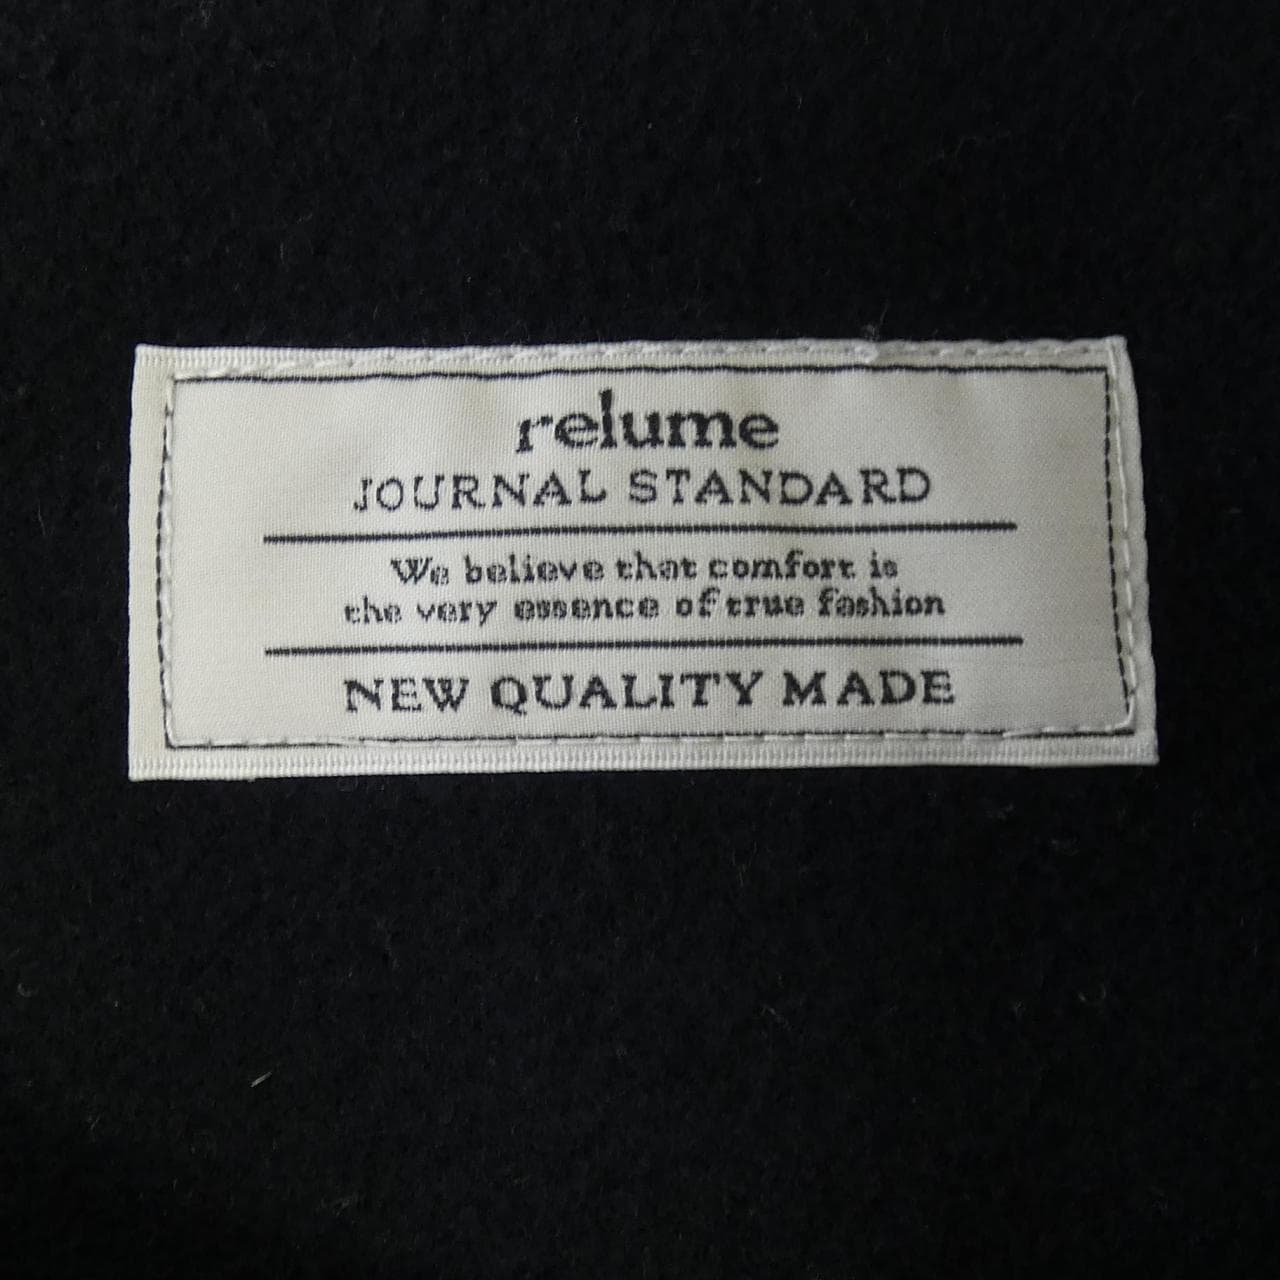 relume
JOURNAL STANDARD
We believe that comfort is
the very essence of true fashion
NEW QUALITY MADE